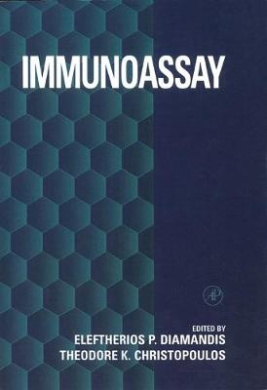 IMMUNOASSAY
EDITED BY
ELEFTHERIOS P. DIAMANDIS
THEODORE K. CHRISTOPOULOS